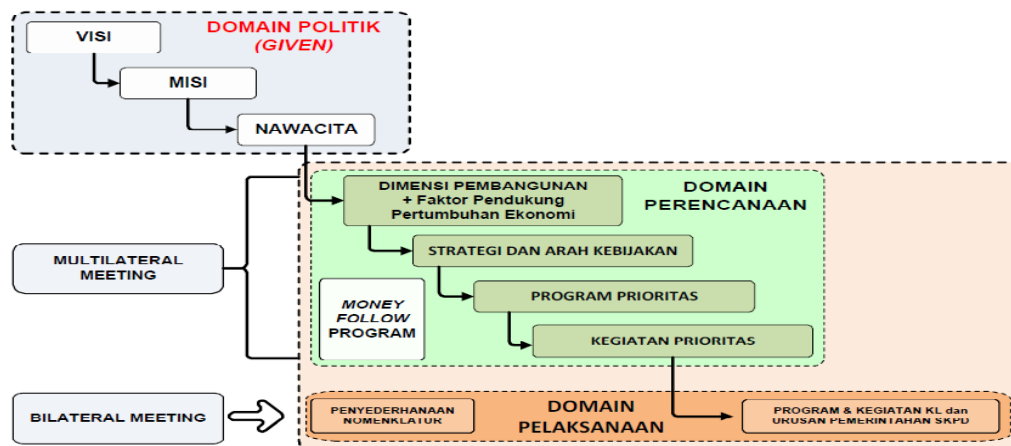 VISI
DOMAIN POLITIK
(GIVEN)
MISI
NAWACITA
DIMENSI PEMBANGUNAN
+ Faktor Pendukung
Pertumbuhan Ekonomi
DOMAIN
PERENCANAAN
STRATEGI DAN ARAH KEBIJAKAN
MULTILATERAL
MEETING
MONEY
FOLLOW
PROGRAM
PROGRAM PRIORITAS
KEGIATAN PRIORITAS
BILATERAL MEETING
PENYEDERHANAAN
NOMENKLATUR
DOMAIN
PELAKSANAAN
PROGRAM & KEGIATAN KL dan
URUSAN PEMERINTAHAN SKPD